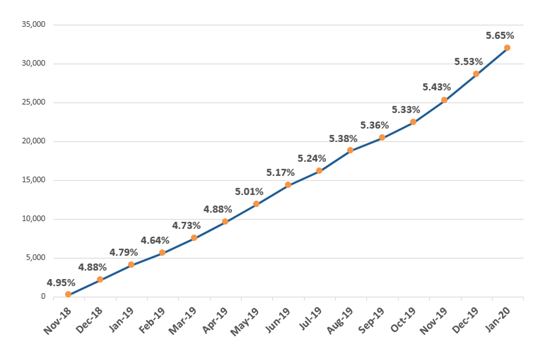 35,000
30,000
25,000
20,000
15,000
10,000
5,000
0
4.95%
4.88%
4.79%
4.64%
4.73%
4.88%
5.01%
5.17%
5.24%
5.38%
5.36%
5.33%
5.43%
5.53%
5.65%
Nov-18
Dec-18
Jan-19
Feb-19
Mar-19
Apr-19
May-19
Jun-19
Jul-19
Aug-19
Sep-19
Oct-19
Nov-19
Dec-19
Jan-20